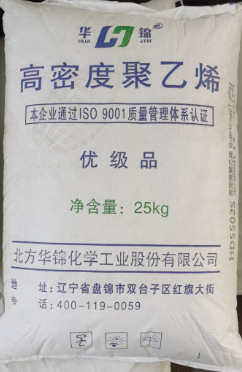 华 锦
HUA JIN
高密度聚乙烯
本企业通过ISO 9001质量管理体系认证
优级品
净含量：25kg
北方华锦化学工业股份有限公司
地 址：辽宁省盘锦市双台子区红旗大街
电 话：400-119-0059
HD5502S